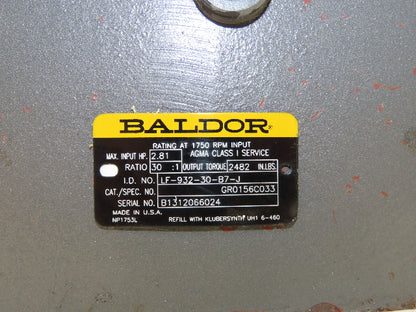 BALDOR
RATING AT 1750 RPM INPUT
MAX. INPUT HP. 2.81 AGMA CLASS I SERVICE
RATIO 30 :1 OUTPUT TORQUE 2482 IN.LBS.
I.D. NO. LF-932-30-B7-J
CAT./SPEC. NO. GR0156C033
SERIAL NO. B1312066024
MADE IN U.S.A.
NP1753L REFILL WITH KLUBERSYNTH UH1 6-460